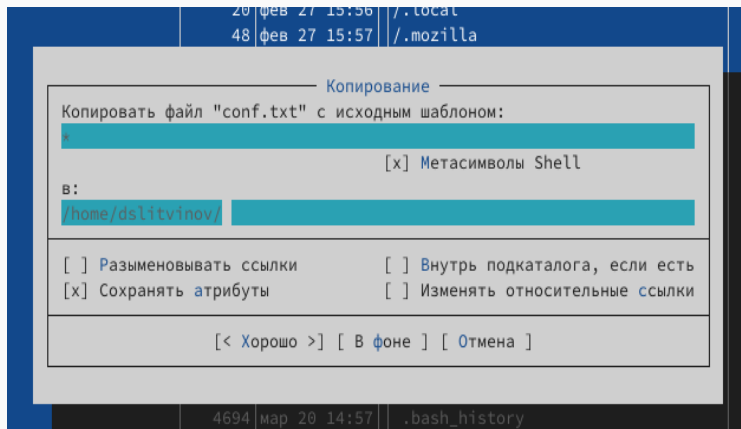 20 фев 27 15:56 /.local
48 фев 27 15:57 /.mozilla
Копирование
Копировать файл "conf.txt" с исходным шаблоном:
*
[x] Метасимволы Shell
в:
/home/dslitvinov/
[ ] Разыменовывать ссылки [ ] Внутрь подкаталога, если есть
[x] Сохранять атрибуты [ ] Изменять относительные ссылки
[< Хорошо >] [ В фоне ] [ Отмена ]
4694 мар 20 14:57 .bash_history